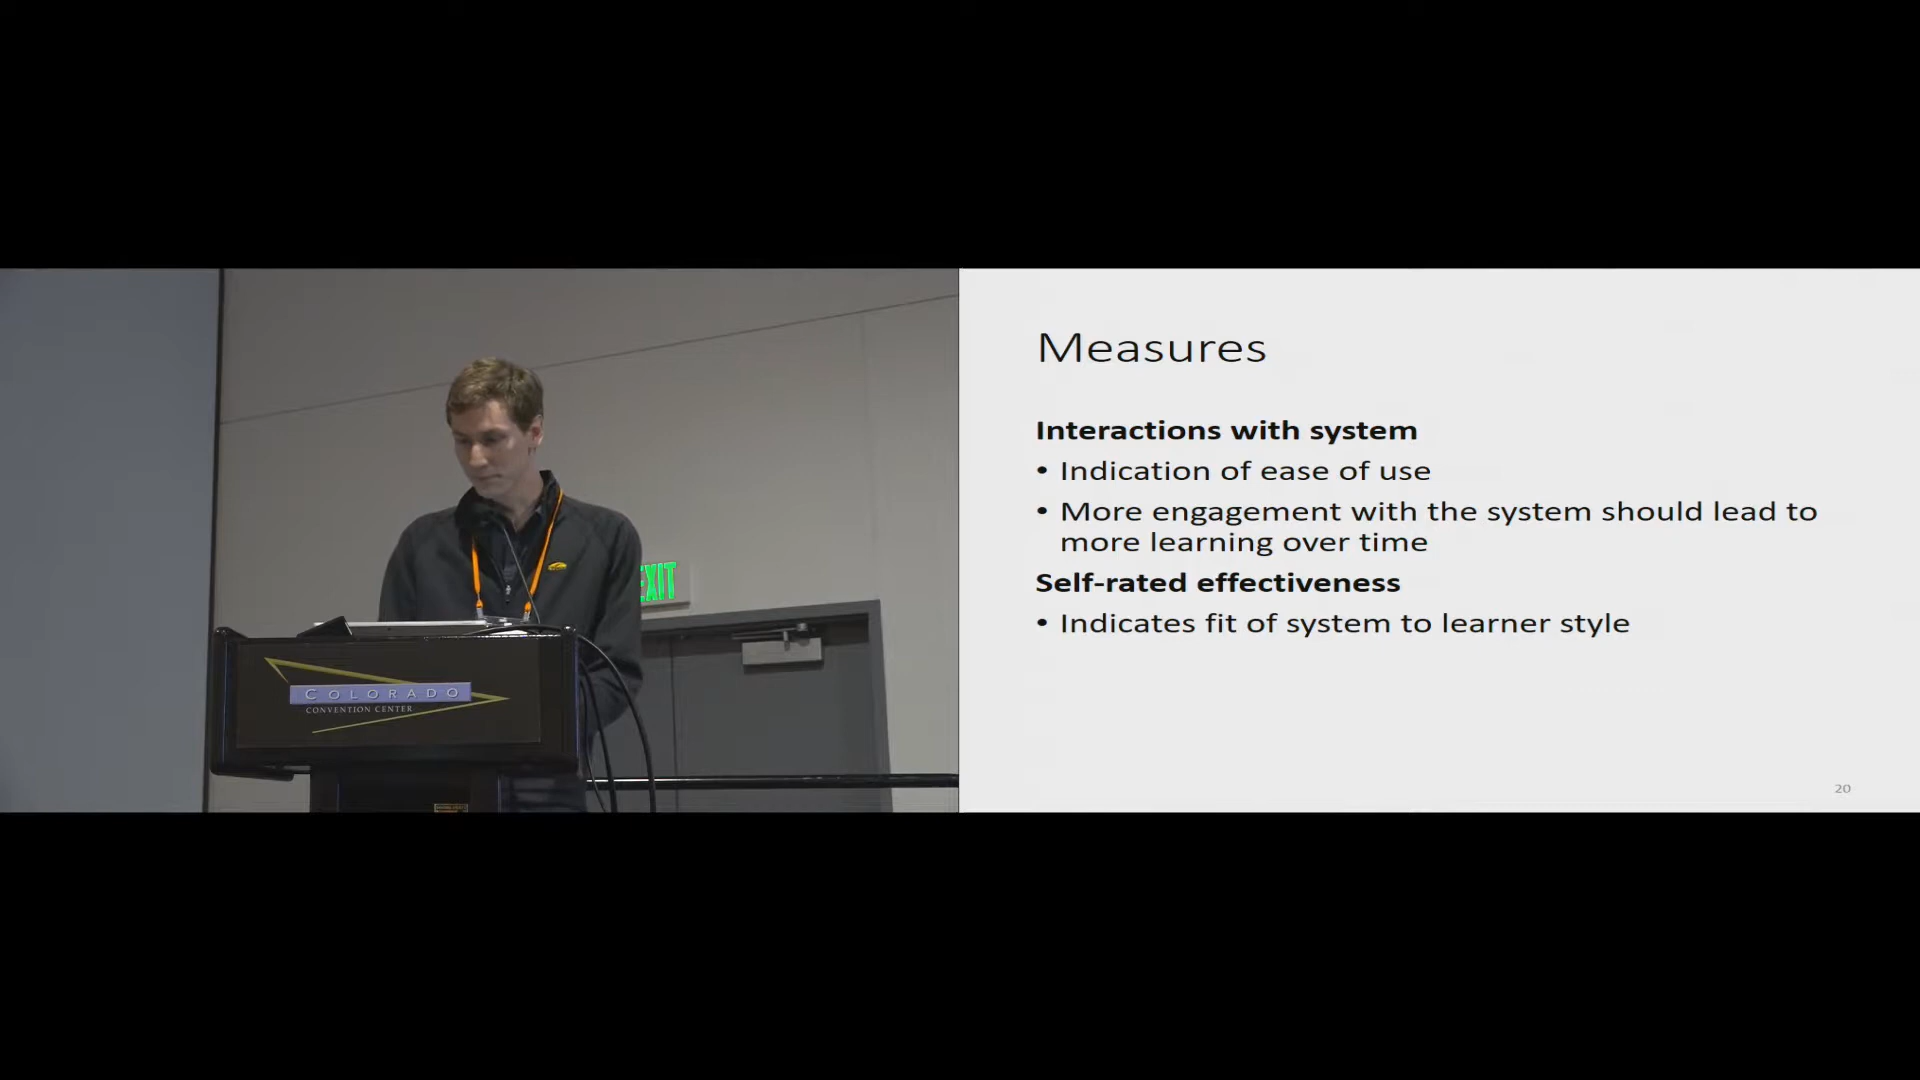 EXIT
COLORADO
CONVENTION CENTER
Measures
Interactions with system
• Indication of ease of use
• More engagement with the system should lead to
more learning over time
Self-rated effectiveness
• Indicates fit of system to learner style
20